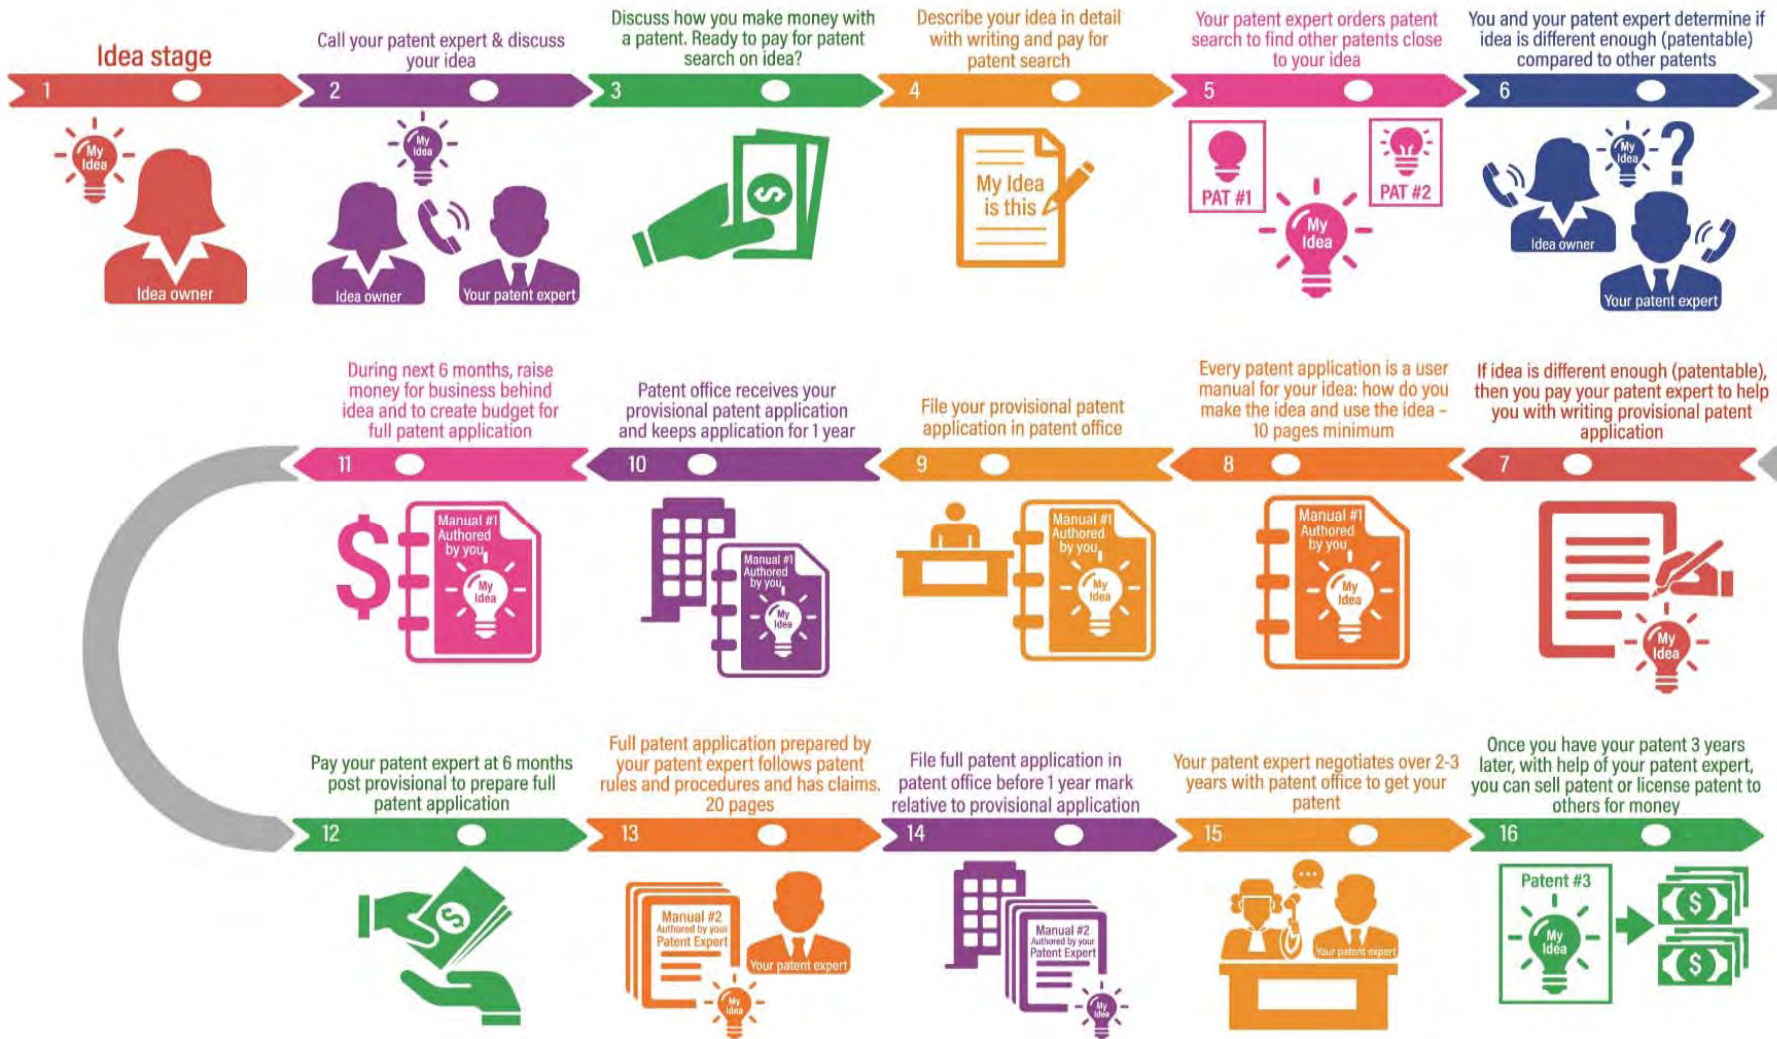 Idea stage
1
My
Idea
Idea owner
Call your patent expert & discuss
your idea
2
My
Idea
Idea owner
Your patent expert
Discuss how you make money with
a patent. Ready to pay for patent
search on idea?
3
$
Describe your idea in detail
with writing and pay for
patent search
4
My Idea
is this
Your patent expert orders patent
search to find other patents close
to your idea
5
PAT #1
PAT #2
My
Idea
You and your patent expert determine if
idea is different enough (patentable)
compared to other patents
6
My
Idea
?
Idea owner
Your patent expert
If idea is different enough (patentable),
then you pay your patent expert to help
you with writing provisional patent
application
7
My
Idea
Every patent application is a user
manual for your idea: how do you
make the idea and use the idea –
10 pages minimum
8
Manual #1
Authored
by you
My
Idea
File your provisional patent
application in patent office
9
Manual #1
Authored
by you
My
Idea
Patent office receives your
provisional patent application
and keeps application for 1 year
10
Manual #1
Authored
by you
My
Idea
During next 6 months, raise
money for business behind
idea and to create budget for
full patent application
11
$
Manual #1
Authored
by you
My
Idea
Pay your patent expert at 6 months
post provisional to prepare full
patent application
12
$
Full patent application prepared by
your patent expert follows patent
rules and procedures and has claims.
20 pages
13
Manual #2
Authored by your
Patent Expert
My
Idea
Your patent expert
File full patent application in
patent office before 1 year mark
relative to provisional application
14
Manual #2
Authored by your
Patent Expert
My
Idea
Your patent expert negotiates over 2-3
years with patent office to get your
patent
15
Your patent expert
Once you have your patent 3 years
later, with help of your patent expert,
you can sell patent or license patent to
others for money
16
Patent #3
My
Idea
$
$